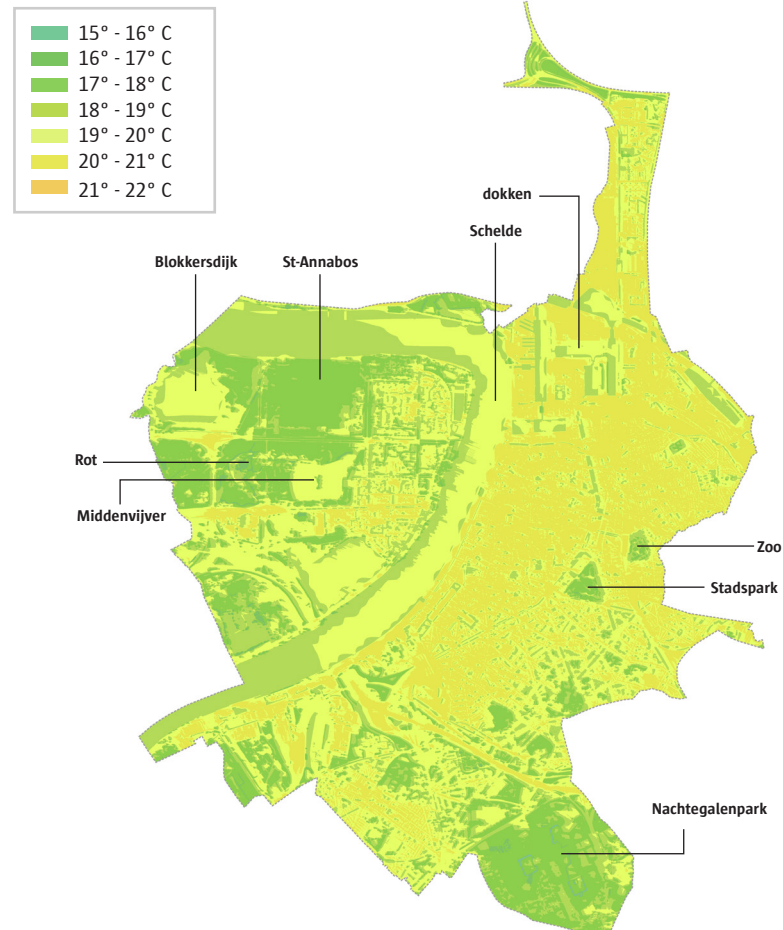 15° - 16° C
16° - 17° C
17° - 18° C
18° - 19° C
19° - 20° C
20° - 21° C
21° - 22° C
dokken
Schelde
Blokkersdijk
St-Annabos
Rot
Middenvijver
Zoo
Stadspark
Nachtegalenpark